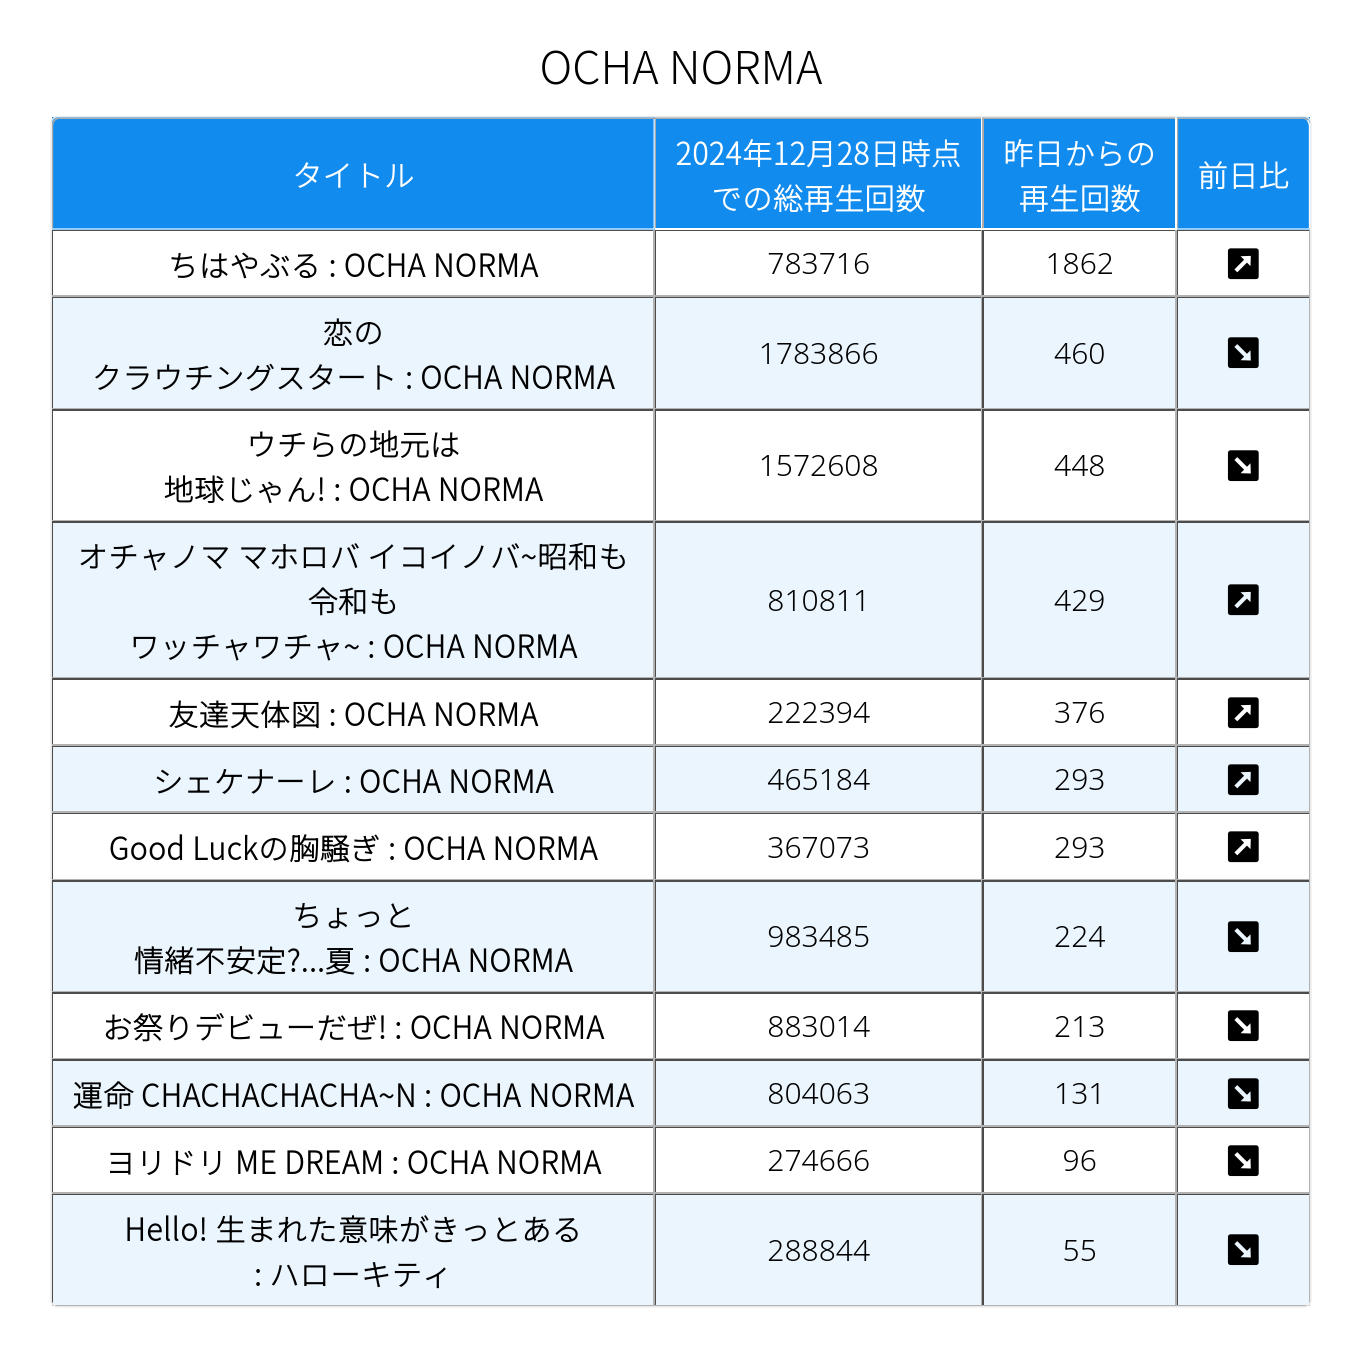 OCHA NORMA
タイトル
2024年12月28日時点
での総再生回数
昨日からの
再生回数
前日比
ちはやぶる : OCHA NORMA
783716
1862
恋の
クラウチングスタート : OCHA NORMA
1783866
460
ウチらの地元は
地球じゃん! : OCHA NORMA
1572608
448
オチャノマ マホロバ イコイノバ~昭和も
令和も
ワッチャワチャ~ : OCHA NORMA
810811
429
友達天体図 : OCHA NORMA
222394
376
シェケナーレ : OCHA NORMA
465184
293
Good Luckの胸騒ぎ : OCHA NORMA
367073
293
ちょっと
情緒不安定?...夏 : OCHA NORMA
983485
224
お祭りデビューだぜ! : OCHA NORMA
883014
213
運命 CHACHACHACHA~N : OCHA NORMA
804063
131
ヨリドリ ME DREAM : OCHA NORMA
274666
96
Hello! 生まれた意味がきっとある
: ハローキティ
288844
55